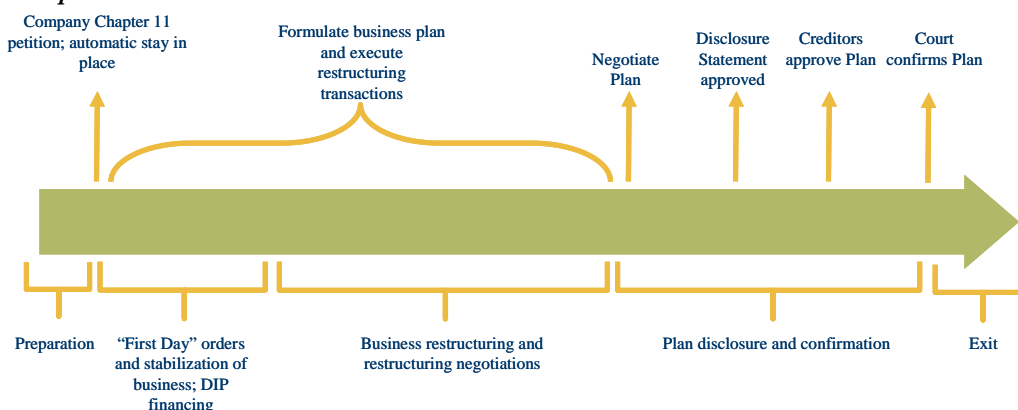 Company Chapter 11
petition; automatic stay in
place
Formulate business plan
and execute
restructuring
transactions
Negotiate
Plan
Disclosure
Statement
approved
Creditors
approve Plan
Court
confirms Plan
Preparation
“First Day” orders
and stabilization of
business; DIP
financing
Business restructuring and
restructuring negotiations
Plan disclosure and confirmation
Exit